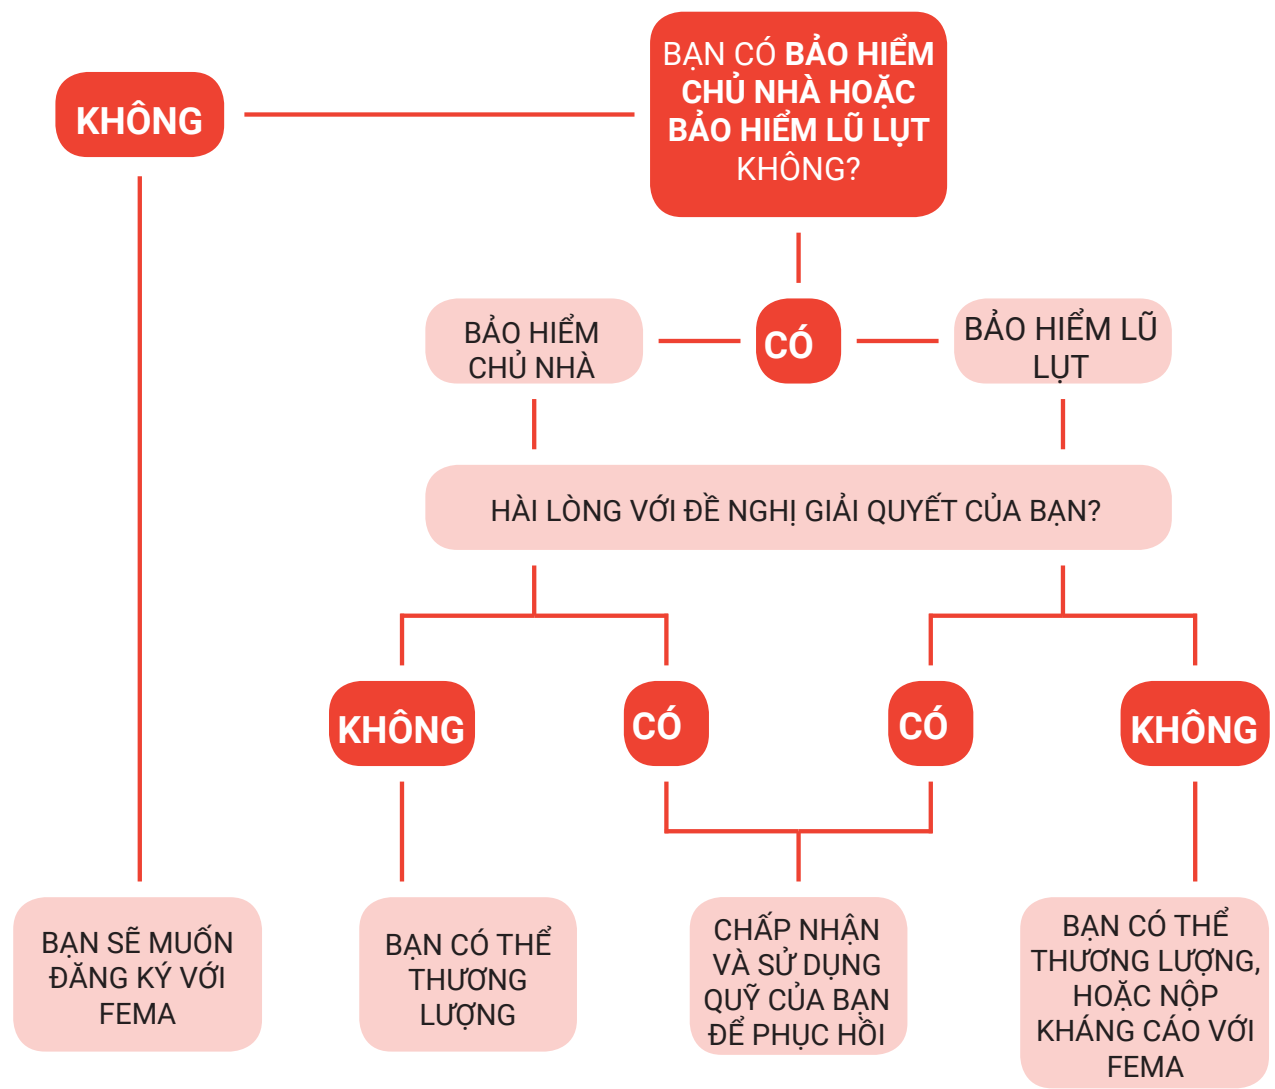 BẠN CÓ BẢO HIỂM
CHỦ NHÀ HOẶC
BẢO HIỂM LŨ LỤT
KHÔNG?
KHÔNG
BẢO HIỂM
CHỦ NHÀ
CÓ
BẢO HIỂM LŨ
LỤT
HÀI LÒNG VỚI ĐỀ NGHỊ GIẢI QUYẾT CỦA BẠN?
KHÔNG
CÓ
CÓ
KHÔNG
BẠN SẼ MUỐN
ĐĂNG KÝ VỚI
FEMA
BẠN CÓ THỂ
THƯƠNG
LƯỢNG
CHẤP NHẬN
VÀ SỬ DỤNG
QUỸ CỦA BẠN
ĐỂ PHỤC HỒI
BẠN CÓ THỂ
THƯƠNG LƯỢNG,
HOẶC NỘP
KHÁNG CÁO VỚI
FEMA